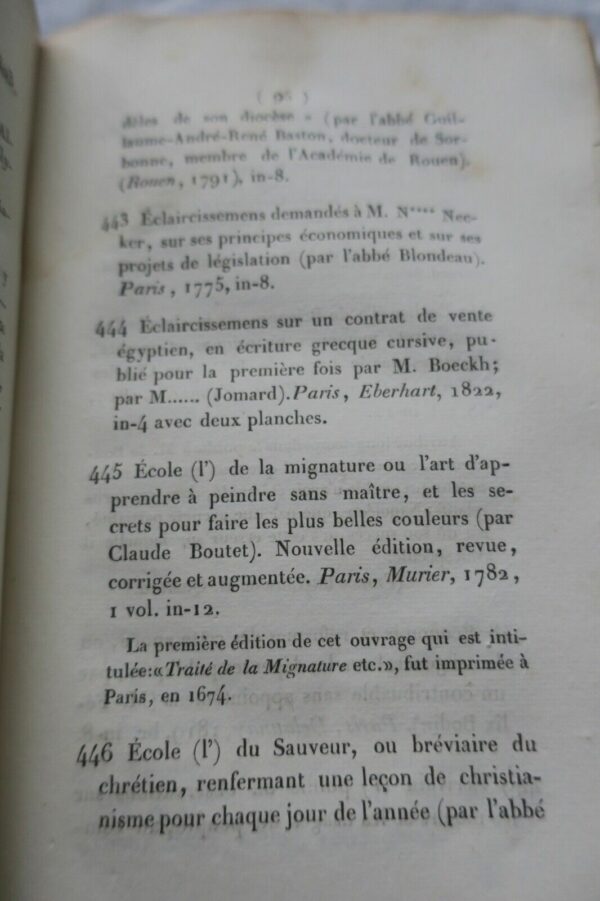 dèles de son diocèse » (par l'abbé Guil-
laume-André-René Baston, docteur de Sor-
bonne, membre de l'Académie de Rouen).
(Rouen, 1791), in-8.
443 Éclaircissemens demandés à M. N**** Nec-
ker, sur ses principes économiques et sur ses
projets de législation (par l'abbé Blondeau).
Paris, 1775, in-8.
444 Éclaircissemens sur un contrat de vente
égyptien, en écriture grecque cursive, pu-
blié pour la première fois par M. Boeckh;
par M...... (Jomard). Paris, Eberhart, 1822,
in-4 avec deux planches.
445 École (l') de la mignature ou l'art d'ap-
prendre à peindre sans maître, et les se-
crets pour faire les plus belles couleurs (par
Claude Boutet). Nouvelle édition, revue,
corrigée et augmentée. Paris, Murier, 1782,
1 vol. in-12.
La première édition de cet ouvrage qui est inti-
tulée:«Traité de la Mignature etc.», fut imprimée à
Paris, en 1674.
446 École (l') du Sauveur, ou bréviaire du
chrétien, renfermant une leçon de christia-
nisme pour chaque jour de l'année (par l'abbé